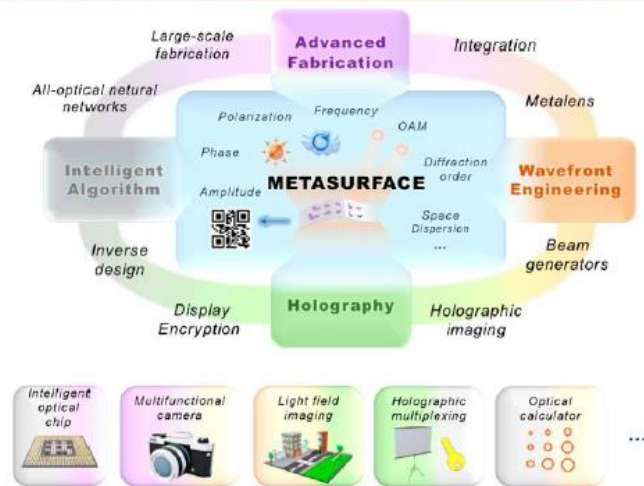 Large-scale
fabrication
Advanced
Fabrication
Integration
All-optical neural
networks
Polarization
Frequency
OAM
Metalens
Phase
Diffraction
order
Intelligent
Algorithm
METASURFACE
Wavefront
Engineering
Amplitude
Space
Dispersion
...
Inverse
design
Beam
generators
Display
Encryption
Holography
Holographic
imaging
Intelligent
optical
chip
Multifunctional
camera
Light field
imaging
Holographic
multiplexing
Optical
calculator
...